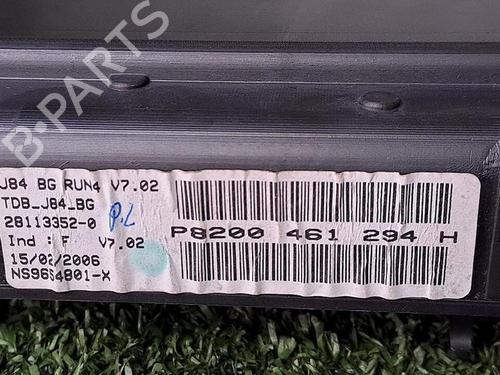 B-PARTS
J84 BG RUN4 V7.02
TDB_J84_BG
28113352-0 P.L
Ind : F V7.02
15/02/2006
NS9664801-X
P8200 461 294 H